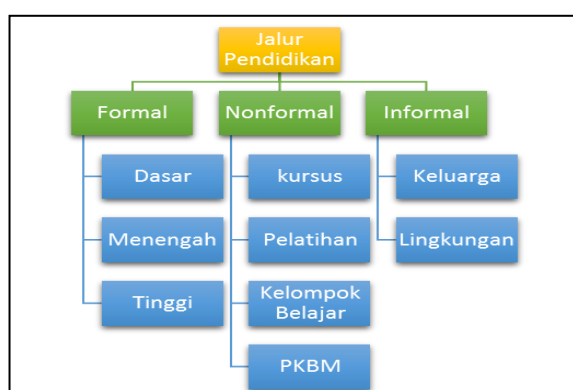 Jalur
Pendidikan
Formal
Nonformal
Informal
Dasar
kursus
Keluarga
Menengah
Pelatihan
Lingkungan
Tinggi
Kelompok
Belajar
PKBM